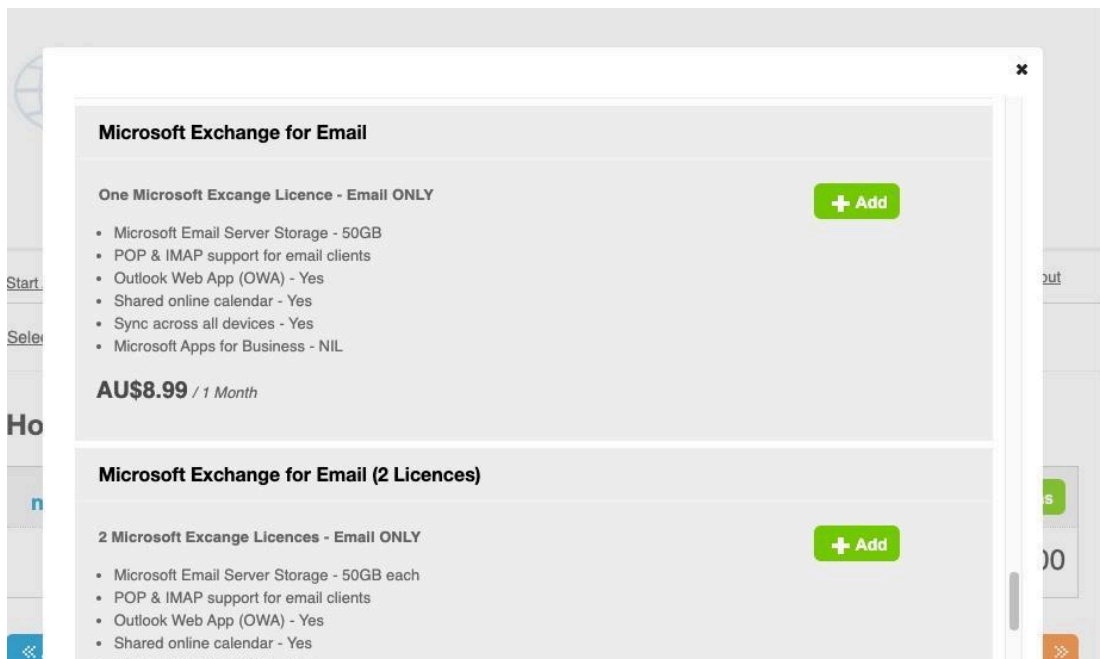 Microsoft Exchange for Email
One Microsoft Excange Licence - Email ONLY
+ Add
• Microsoft Email Server Storage - 50GB
• POP & IMAP support for email clients
• Outlook Web App (OWA) - Yes
• Shared online calendar - Yes
• Sync across all devices - Yes
• Microsoft Apps for Business - NIL
AU$8.99 / 1 Month
Microsoft Exchange for Email (2 Licences)
2 Microsoft Excange Licences - Email ONLY
+ Add
• Microsoft Email Server Storage - 50GB each
• POP & IMAP support for email clients
• Outlook Web App (OWA) - Yes
• Shared online calendar - Yes
Start